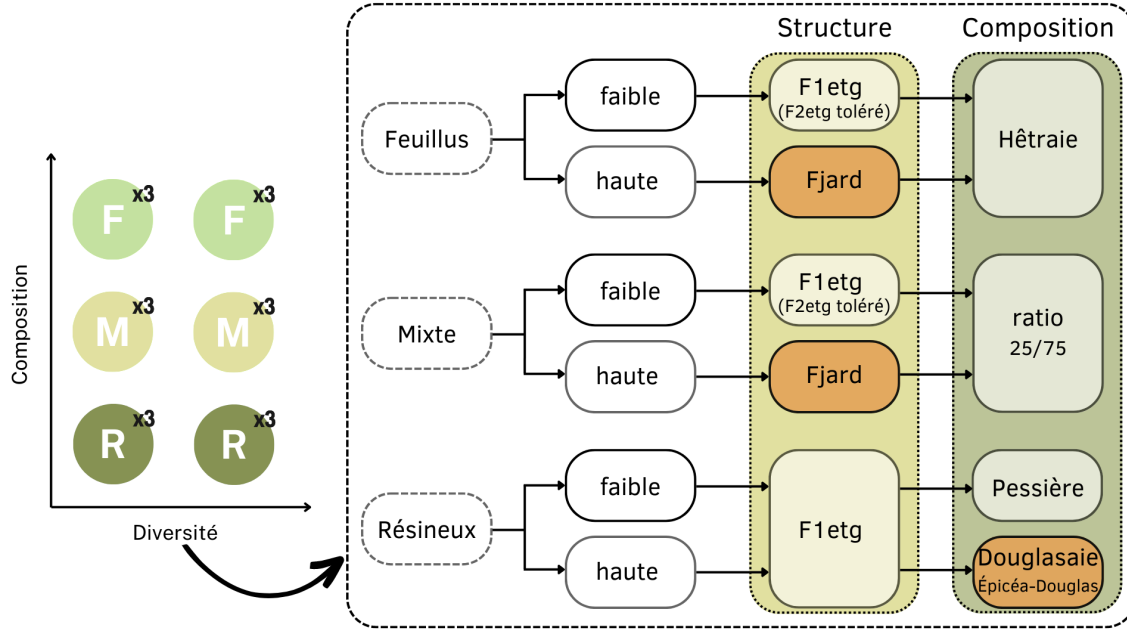 Composition
F x3
F x3
M x3
M x3
R x3
R x3
Diversité
Structure
Composition
Feuillus
faible
haute
F1etg
(F2etg toléré)
Fjard
Hêtraie
Mixte
faible
haute
F1etg
(F2etg toléré)
Fjard
ratio
25/75
Résineux
faible
haute
F1etg
Pessière
Douglasaie
Épicéa-Douglas